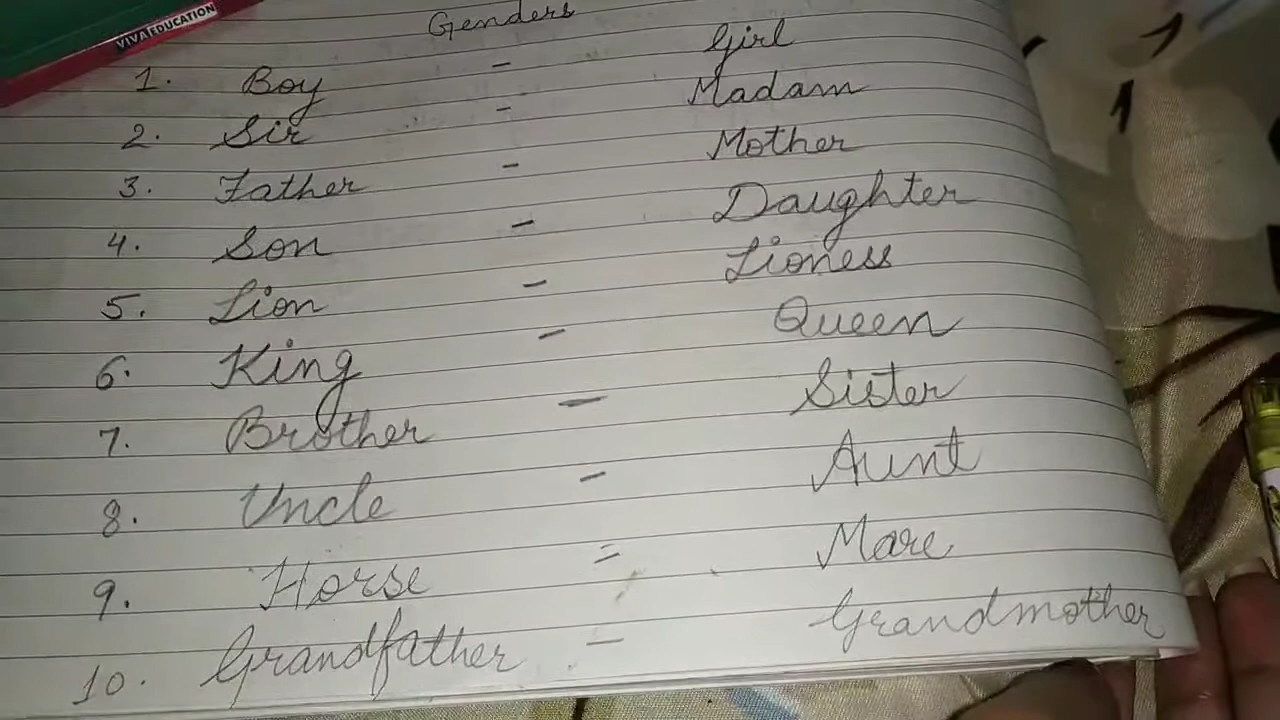 VIVA EDUCATION
Genders
1. Boy - Girl
2. Sir - Madam
3. Father - Mother
4. Son - Daughter
5. Lion - Lioness
6. King - Queen
7. Brother - Sister
8. Uncle - Aunt
9. Horse = Mare
10. Grandfather - Grandmother